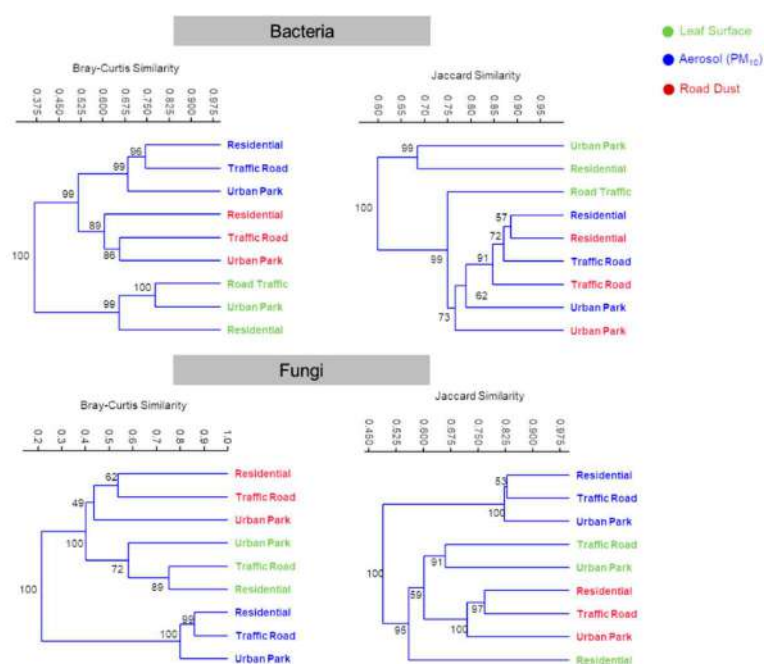 Bacteria
Leaf Surface
Aerosol (PM10)
Road Dust
Bray-Curtis Similarity
0.375 0.450 0.525 0.600 0.675 0.750 0.825 0.900 0.975
Residential
Traffic Road
Urban Park
Residential
Traffic Road
Urban Park
Road Traffic
Urban Park
Residential
96
99
99
89
86
100
100
99
Jaccard Similarity
0.60 0.65 0.70 0.75 0.80 0.85 0.90 0.95
Urban Park
Residential
Road Traffic
Residential
Residential
Traffic Road
Traffic Road
Urban Park
Urban Park
99
100
57
72
91
99
62
73
Fungi
Bray-Curtis Similarity
0.2 0.3 0.4 0.5 0.6 0.7 0.8 0.9 1.0
Residential
Traffic Road
Urban Park
Urban Park
Traffic Road
Residential
Residential
Traffic Road
Urban Park
62
49
100
72
89
100
99
100
Jaccard Similarity
0.450 0.525 0.600 0.675 0.750 0.825 0.900 0.975
Residential
Traffic Road
Urban Park
Traffic Road
Urban Park
Residential
Traffic Road
Urban Park
Residential
53
100
91
100
59
97
100
95